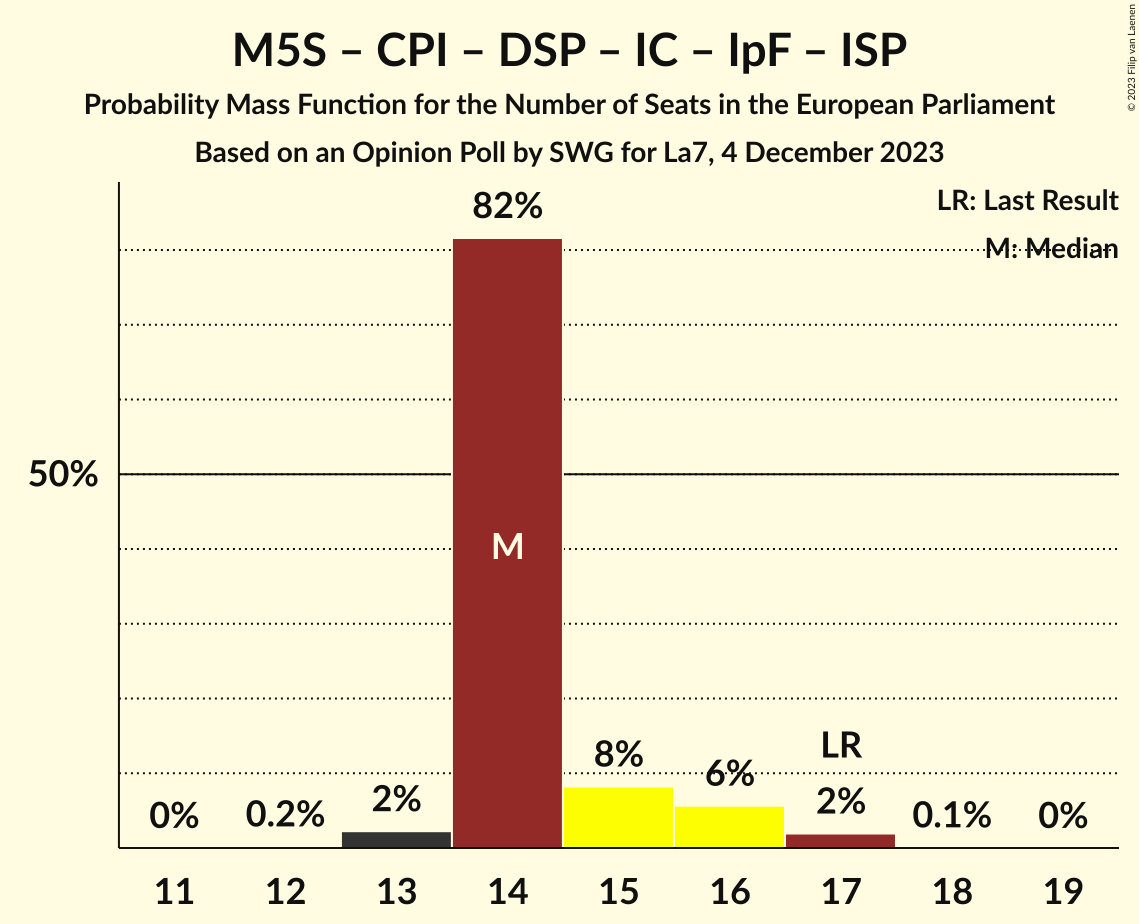 M5S – CPI – DSP – IC – IpF – ISP
Probability Mass Function for the Number of Seats in the European Parliament
Based on an Opinion Poll by SWG for La7, 4 December 2023
© 2023 Filip van Laenen
LR: Last Result
M: Median
50%
0%
0.2%
2%
82%
M
8%
6%
LR
2%
0.1%
0%
11 12 13 14 15 16 17 18 19